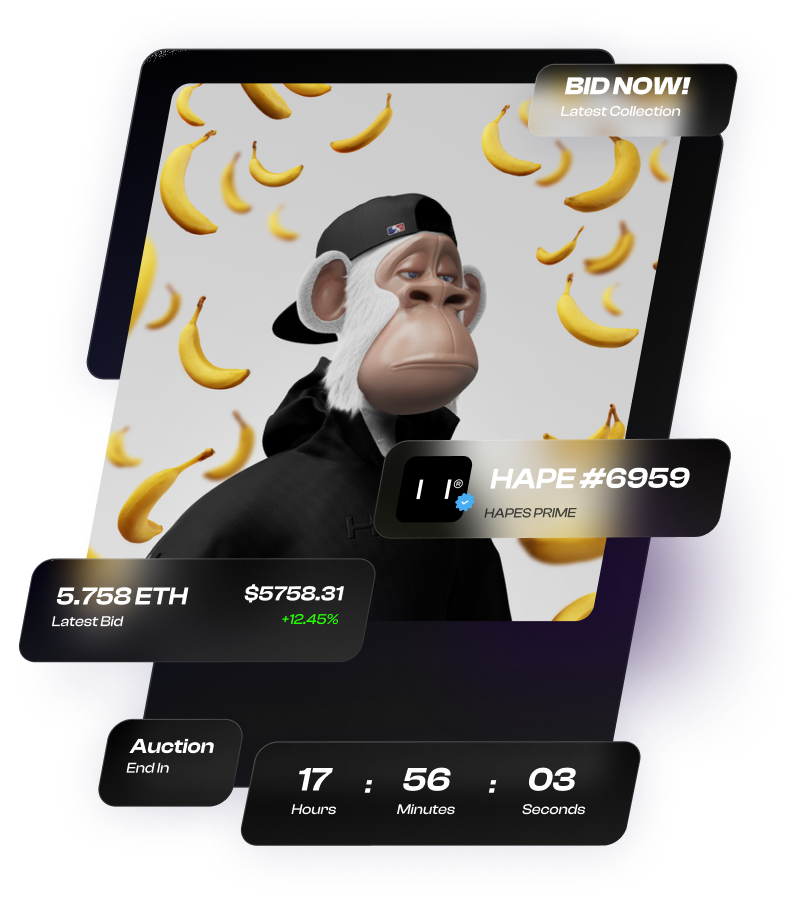 BID NOW!
Latest Collection
HAPE #6959
HAPES PRIME
5.758 ETH
$5758.31
Latest Bid
+12.45%
Auction
End In
17 : 56 : 03
Hours Minutes Seconds